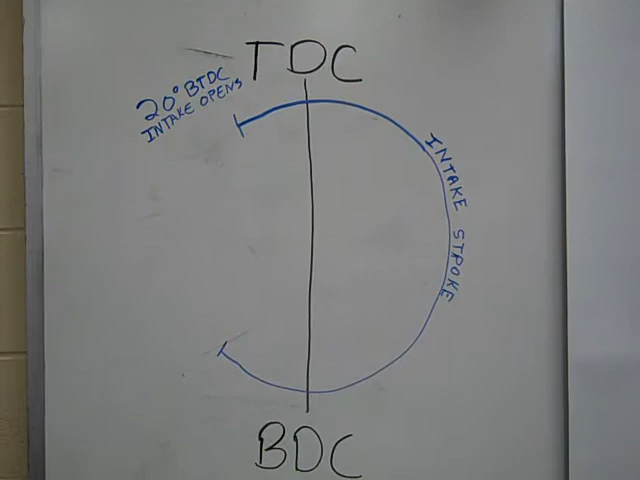 TDC
20° BTDC
INTAKE OPENS
INTAKE STROKE
BDC